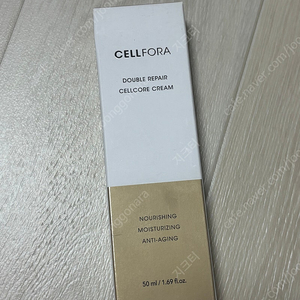 CELLFORA
DOUBLE REPAIR
CELLCORE CREAM
NOURISHING
MOISTURIZING
ANTI-AGING
50 ml / 1.69 fl.oz.